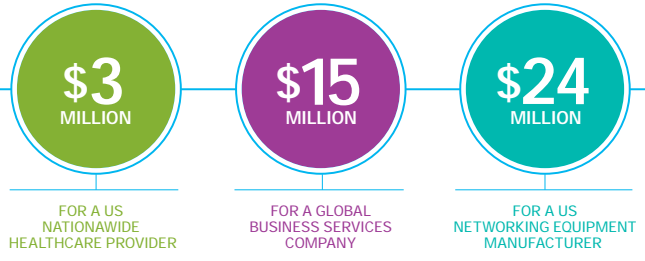 $3
MILLION
FOR A US
NATIONWIDE
HEALTHCARE PROVIDER
$15
MILLION
FOR A GLOBAL
BUSINESS SERVICES
COMPANY
$24
MILLION
FOR A US
NETWORKING EQUIPMENT
MANUFACTURER